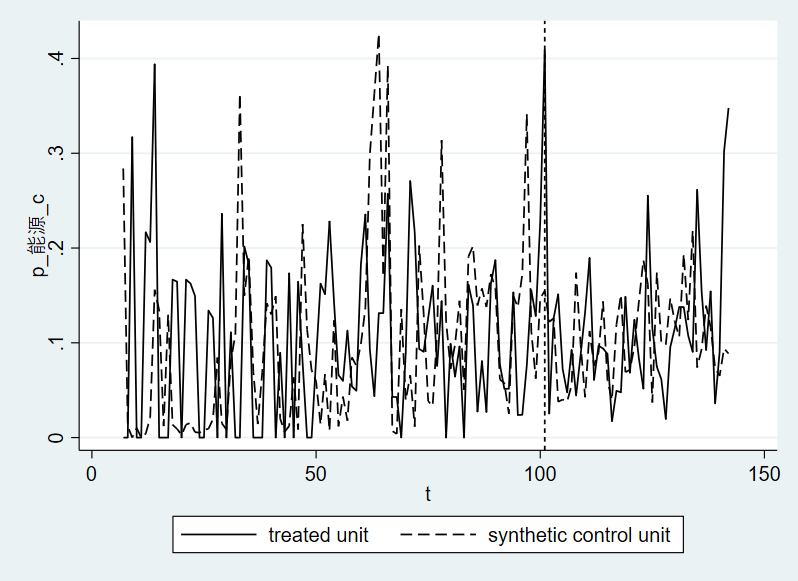 .4
.3
.2
.1
0
p_能源_c
0
50
100
150
t
treated unit
synthetic control unit